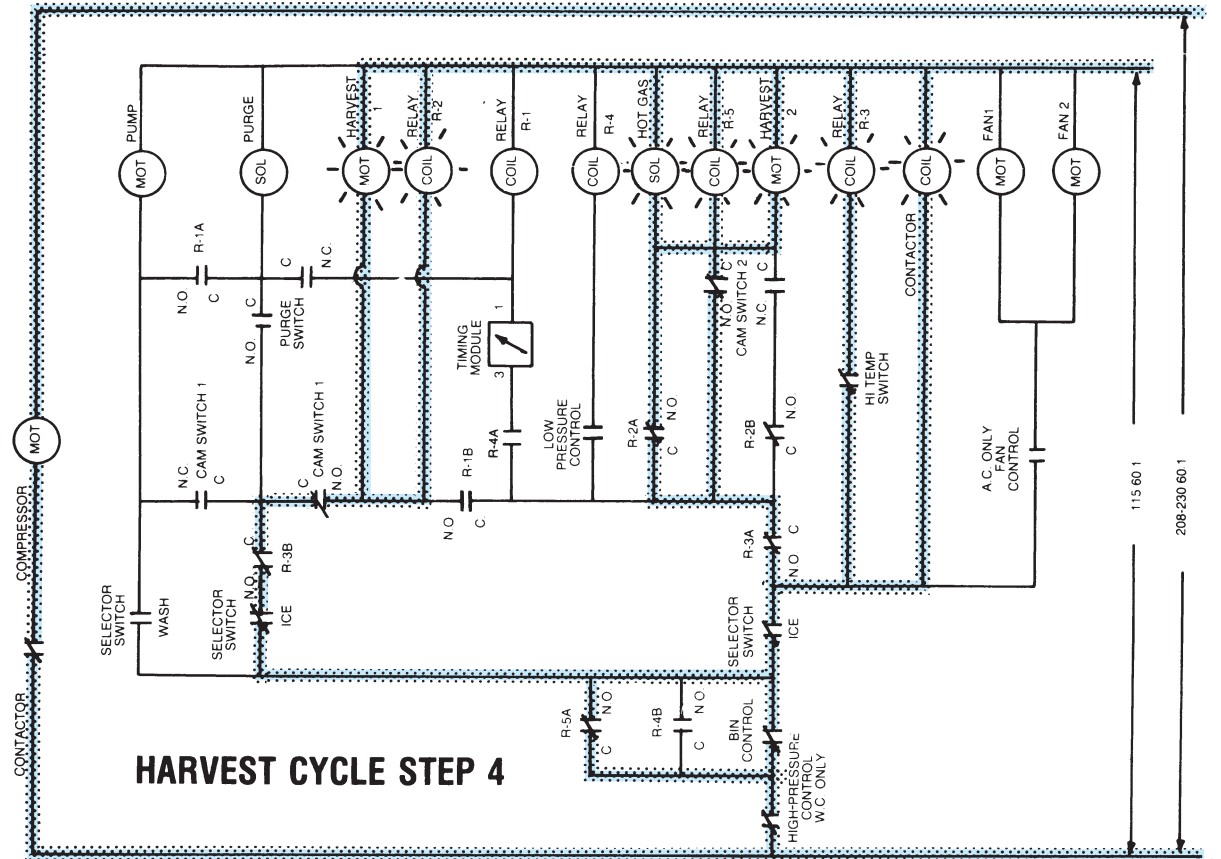 HARVEST CYCLE STEP 4
CONTACTOR
COMPRESSOR
MOT
PUMP
MOT
PURGE
SOL
HARVEST
1
MOT
RELAY
R-2
COIL
RELAY
R-1
COIL
RELAY
R-4
COIL
HOT GAS
SOL
RELAY
R-5
COIL
HARVEST
2
MOT
RELAY
R-3
COIL
COIL
CONTACTOR
FAN1
MOT
FAN 2
MOT
R-1A
N.O.
C
C
N.C.
C
N.O.
PURGE
SWITCH
1
TIMING
MODULE
3
C
N.O.
CAM SWITCH 2
C
N.C.
HI TEMP
SWITCH
N.C.
CAM SWITCH 1
C
CAM SWITCH 1
C
N.O.
R-4A
R-1B
N.O
C.
LOW
PRESSURE
CONTROL
R-2A
N.O
C
R-2B
N.O.
C
A.C. ONLY
FAN
CONTROL
SELECTOR
SWITCH
WASH
SELECTOR
SWITCH
ICE
N.O.
C
R-3B
R-3A
C
N.O
SELECTOR
SWITCH
ICE
R-5A
N.O.
C
R-4B
N.O.
C
BIN
CONTROL
HIGH-PRESSURE
CONTROL
W.C ONLY
115 60 1
208-230 60.1